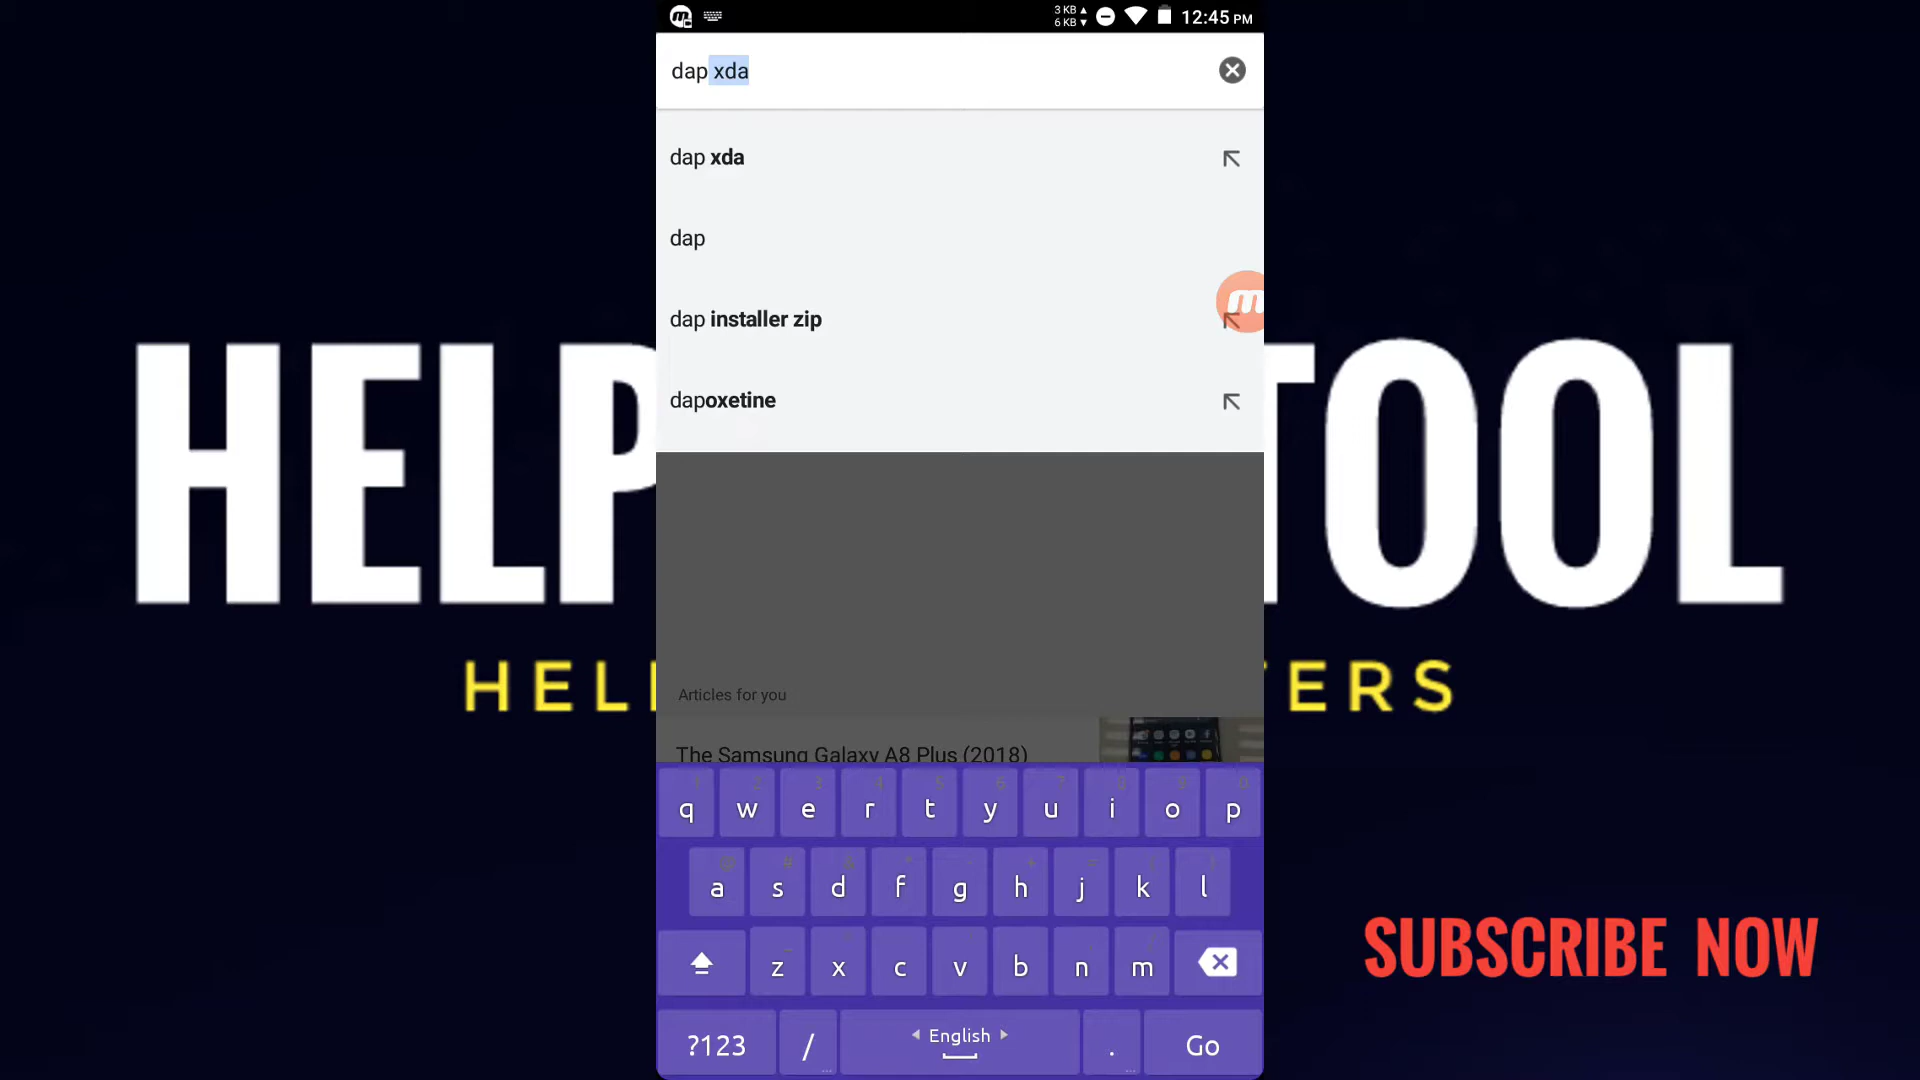 3 KB
6 KB
12:45 PM
dap xda
dap xda
dap
dap installer zip
dapoxetine
HELP TOOL
HEL TERS
Articles for you
The Samsung Galaxy A8 Plus (2018)
q w e r t y u i o p
a s d f g h j k l
z x c v b n m
?123 / English . Go
SUBSCRIBE NOW